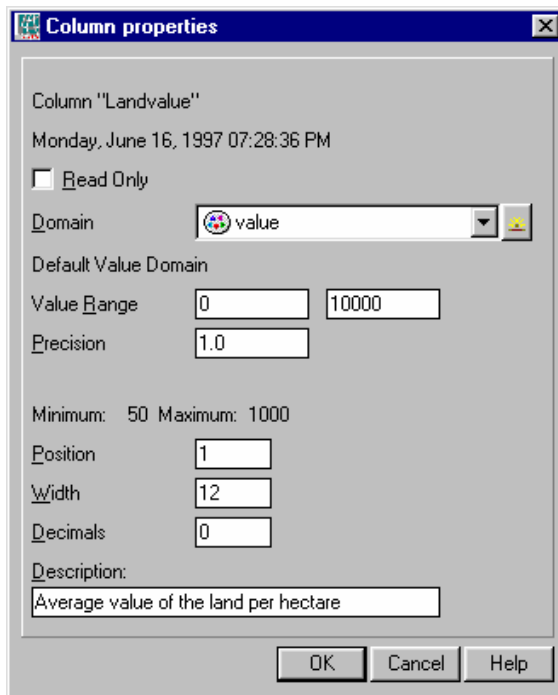 Column properties
Column "Landvalue"
Monday, June 16, 1997 07:28:36 PM
Read Only
Domain value
Default Value Domain
Value Range 0 10000
Precision 1.0
Minimum: 50 Maximum: 1000
Position 1
Width 12
Decimals 0
Description:
Average value of the land per hectare
OK Cancel Help